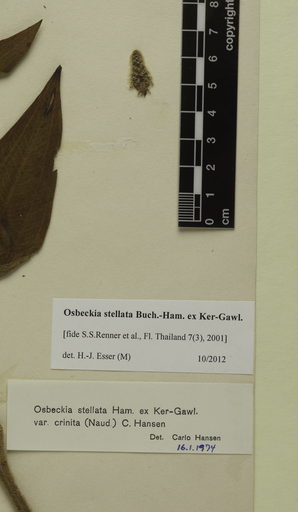 8
7
6
5
4
3
2
1
0
cm
copyright
Osbeckia stellata Buch.-Ham. ex Ker-Gawl.
[fide S.S.Renner et al., Fl. Thailand 7(3), 2001]
det. H.-J. Esser (M) 10/2012
Osbeckia stellata Ham. ex Ker-Gawl.
var. crinita (Naud.) C. Hansen
Det. Carlo Hansen
16.1.1974